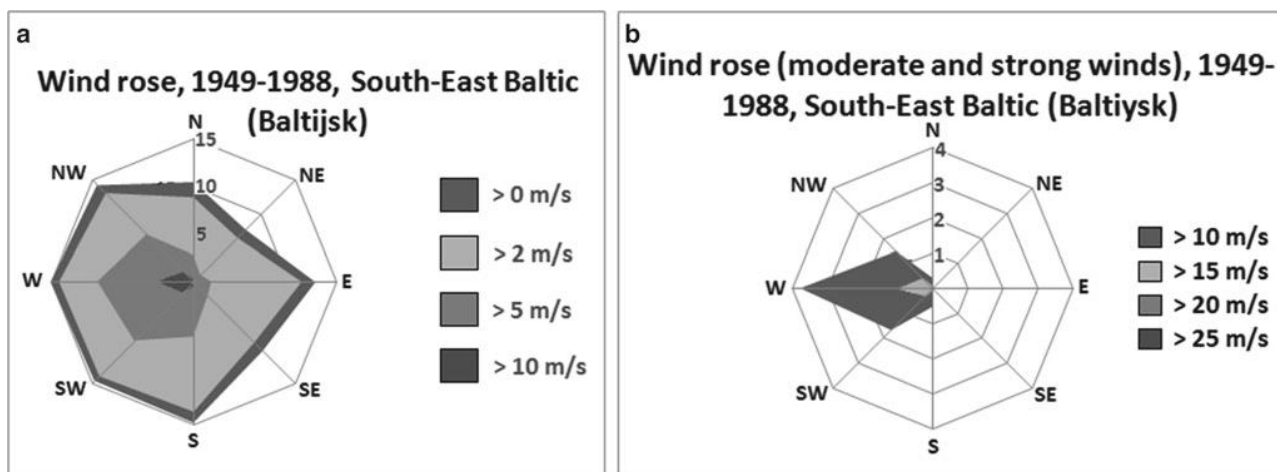 a
Wind rose, 1949-1988, South-East Baltic
(Baltijsk)
N
15
NW
NE
10
5
W
E
SW
SE
S
> 0 m/s
> 2 m/s
> 5 m/s
> 10 m/s
b
Wind rose (moderate and strong winds), 1949-
1988, South-East Baltic (Baltiysk)
N
4
NW
NE
3
2
1
W
E
SW
SE
S
> 10 m/s
> 15 m/s
> 20 m/s
> 25 m/s